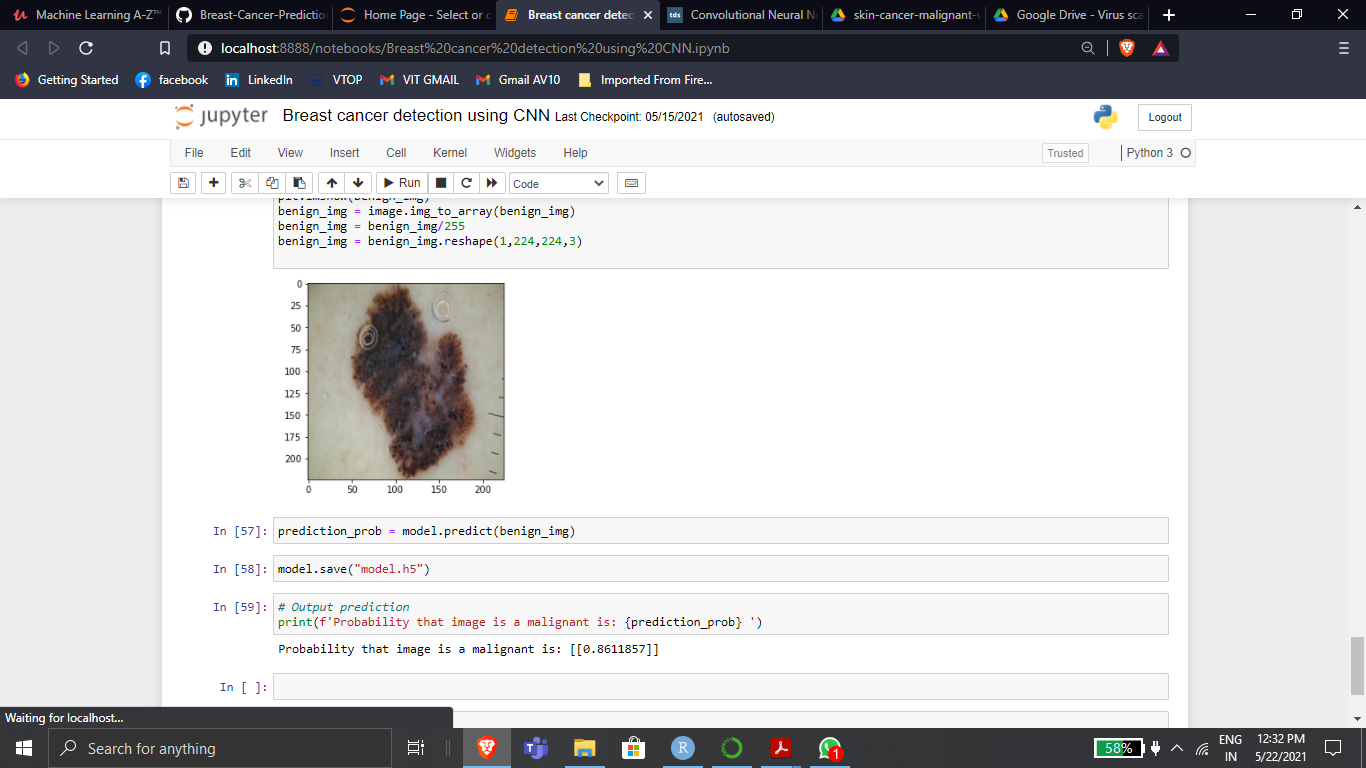 Machine Learning A-Z™
Breast-Cancer-Predictio
Home Page - Select or c
Breast cancer detec
tds
Convolutional Neural N
skin-cancer-malignant-v
Google Drive - Virus sca
localhost:8888/notebooks/Breast%20cancer%20detection%20using%20CNN.ipynb
Getting Started
facebook
LinkedIn
VTOP
VIT GMAIL
Gmail AV10
Imported From Fire...
jupyter
Breast cancer detection using CNN Last Checkpoint: 05/15/2021 (autosaved)
Logout
File Edit View Insert Cell Kernel Widgets Help
Trusted
Python 3
Run
Code
plt.imshow(benign_img)
benign_img = image.img_to_array(benign_img)
benign_img = benign_img/255
benign_img = benign_img.reshape(1,224,224,3)
0
25
50
75
100
125
150
175
200
0 50 100 150 200
In [57]: prediction_prob = model.predict(benign_img)
In [58]: model.save("model.h5")
In [59]: # Output prediction
print(f'Probability that image is a malignant is: {prediction_prob} ')
Probability that image is a malignant is: [[0.8611857]]
In [ ]:
Waiting for localhost...
Search for anything
R
1
58%
ENG
IN
12:32 PM
5/22/2021